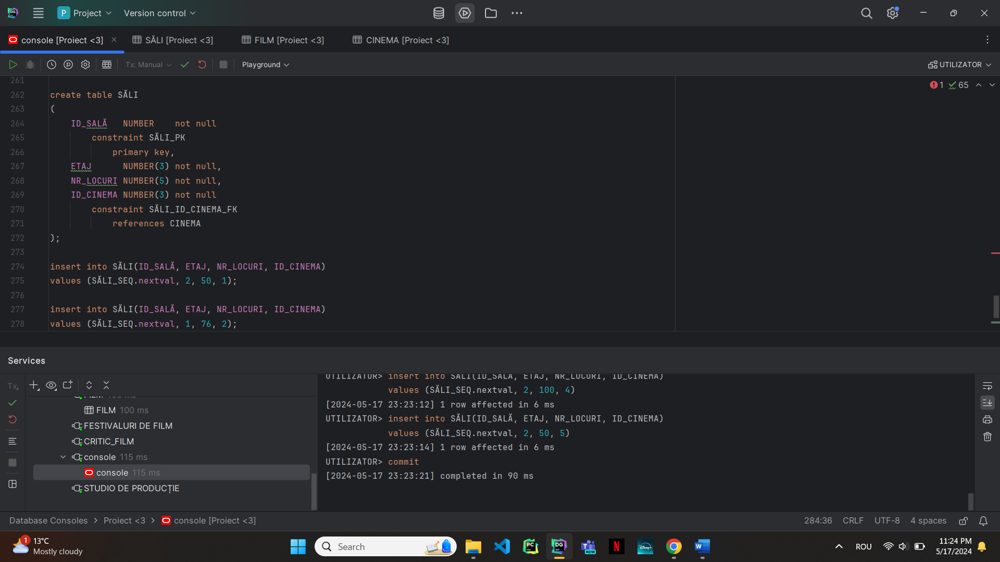 P Project Version control
console [Proiect <3] SĂLI [Proiect <3] FILM [Proiect <3] CINEMA [Proiect <3]
Tx: Manual Playground UTILIZATOR
1 65
261
262 create table SĂLI
263 (
264 ID_SALĂ NUMBER not null
265 constraint SĂLI_PK
266 primary key,
267 ETAJ NUMBER(3) not null,
268 NR_LOCURI NUMBER(5) not null,
269 ID_CINEMA NUMBER(3) not null
270 constraint SĂLI_ID_CINEMA_FK
271 references CINEMA
272 );
273
274 insert into SĂLI(ID_SALĂ, ETAJ, NR_LOCURI, ID_CINEMA)
275 values (SĂLI_SEQ.nextval, 2, 50, 1);
276
277 insert into SĂLI(ID_SALĂ, ETAJ, NR_LOCURI, ID_CINEMA)
278 values (SĂLI_SEQ.nextval, 1, 76, 2);
Services
Tx
FILM 100 ms
FILM 100 ms
FESTIVALURI DE FILM
CRITIC_FILM
console 115 ms
console 115 ms
STUDIO DE PRODUCȚIE
UTILIZATOR> insert into SĂLI(ID_SALĂ, ETAJ, NR_LOCURI, ID_CINEMA)
values (SĂLI_SEQ.nextval, 2, 100, 4)
[2024-05-17 23:23:12] 1 row affected in 6 ms
UTILIZATOR> insert into SĂLI(ID_SALĂ, ETAJ, NR_LOCURI, ID_CINEMA)
values (SĂLI_SEQ.nextval, 2, 50, 5)
[2024-05-17 23:23:14] 1 row affected in 6 ms
UTILIZATOR> commit
[2024-05-17 23:23:21] completed in 90 ms
Database Consoles > Proiect <3 > console [Proiect <3]
284:36 CRLF UTF-8 4 spaces
1 13°C
Mostly cloudy
Search
PC DG T NEW N Disney+ W
ROU
11:24 PM
5/17/2024